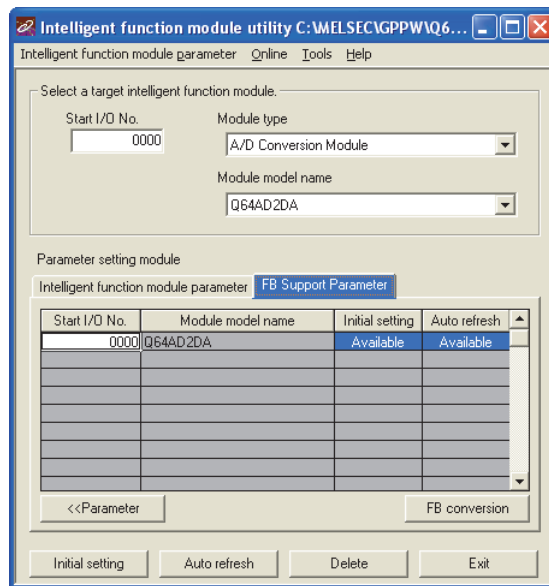 Intelligent function module utility C:\MELSEC\GPPW\Q6...
Intelligent function module parameter Online Tools Help
Select a target intelligent function module.
Start I/O No. Module type
0000 A/D Conversion Module
Module model name
Q64AD2DA
Parameter setting module
Intelligent function module parameter FB Support Parameter
Start I/O No. Module model name Initial setting Auto refresh
0000 Q64AD2DA Available Available
<<Parameter FB conversion
Initial setting Auto refresh Delete Exit